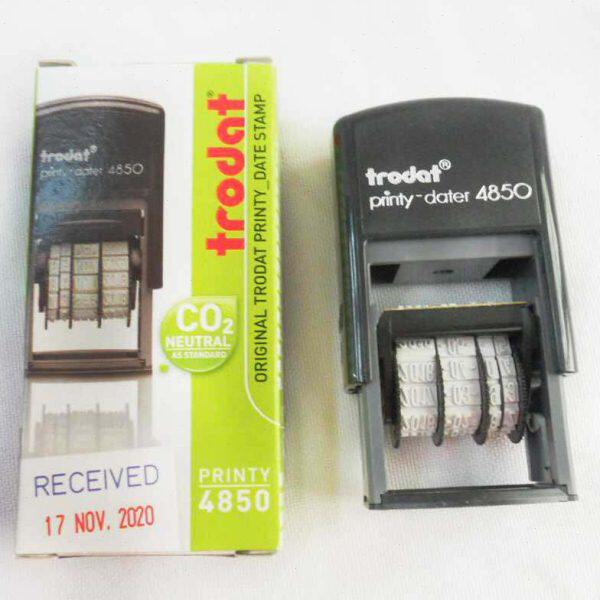 trodat®
printy-dater 4850
trodat®
ORIGINAL TRODAT PRINTY_DATE STAMP
CO2
NEUTRAL
AS STANDARD
PRINTY
4850
RECEIVED
17 NOV. 2020
trodat®
printy-dater 4850